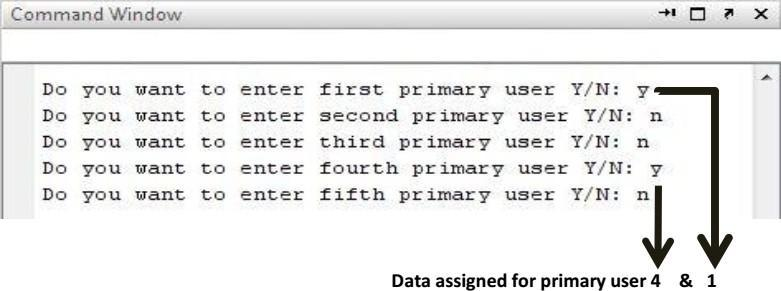 Command Window
Do you want to enter first primary user Y/N: y
Do you want to enter second primary user Y/N: n
Do you want to enter third primary user Y/N: n
Do you want to enter fourth primary user Y/N: y
Do you want to enter fifth primary user Y/N: n
Data assigned for primary user 4 & 1